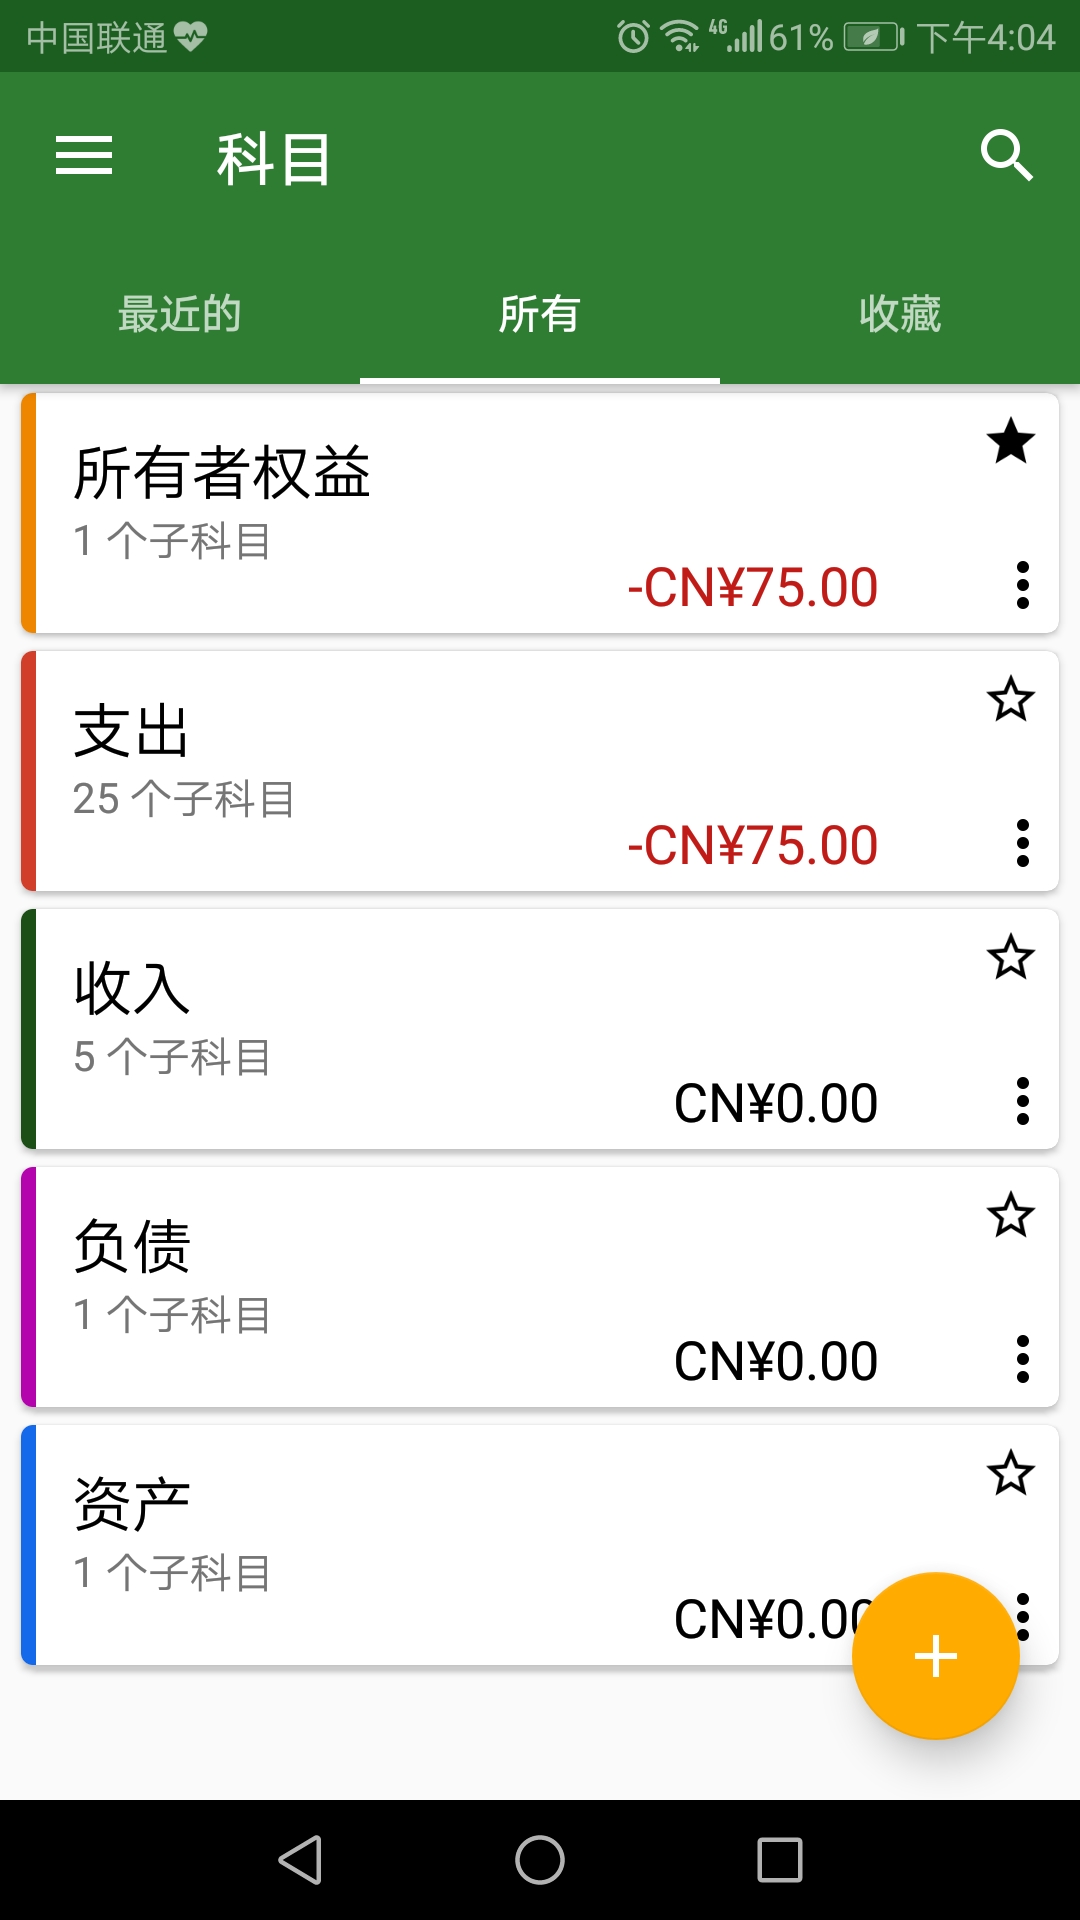 中国联通 4G 61% 下午4:04
科目
最近的 所有 收藏
所有者权益
1 个子科目
-CN¥75.00
支出
25 个子科目
-CN¥75.00
收入
5 个子科目
CN¥0.00
负债
1 个子科目
CN¥0.00
资产
1 个子科目
CN¥0.00